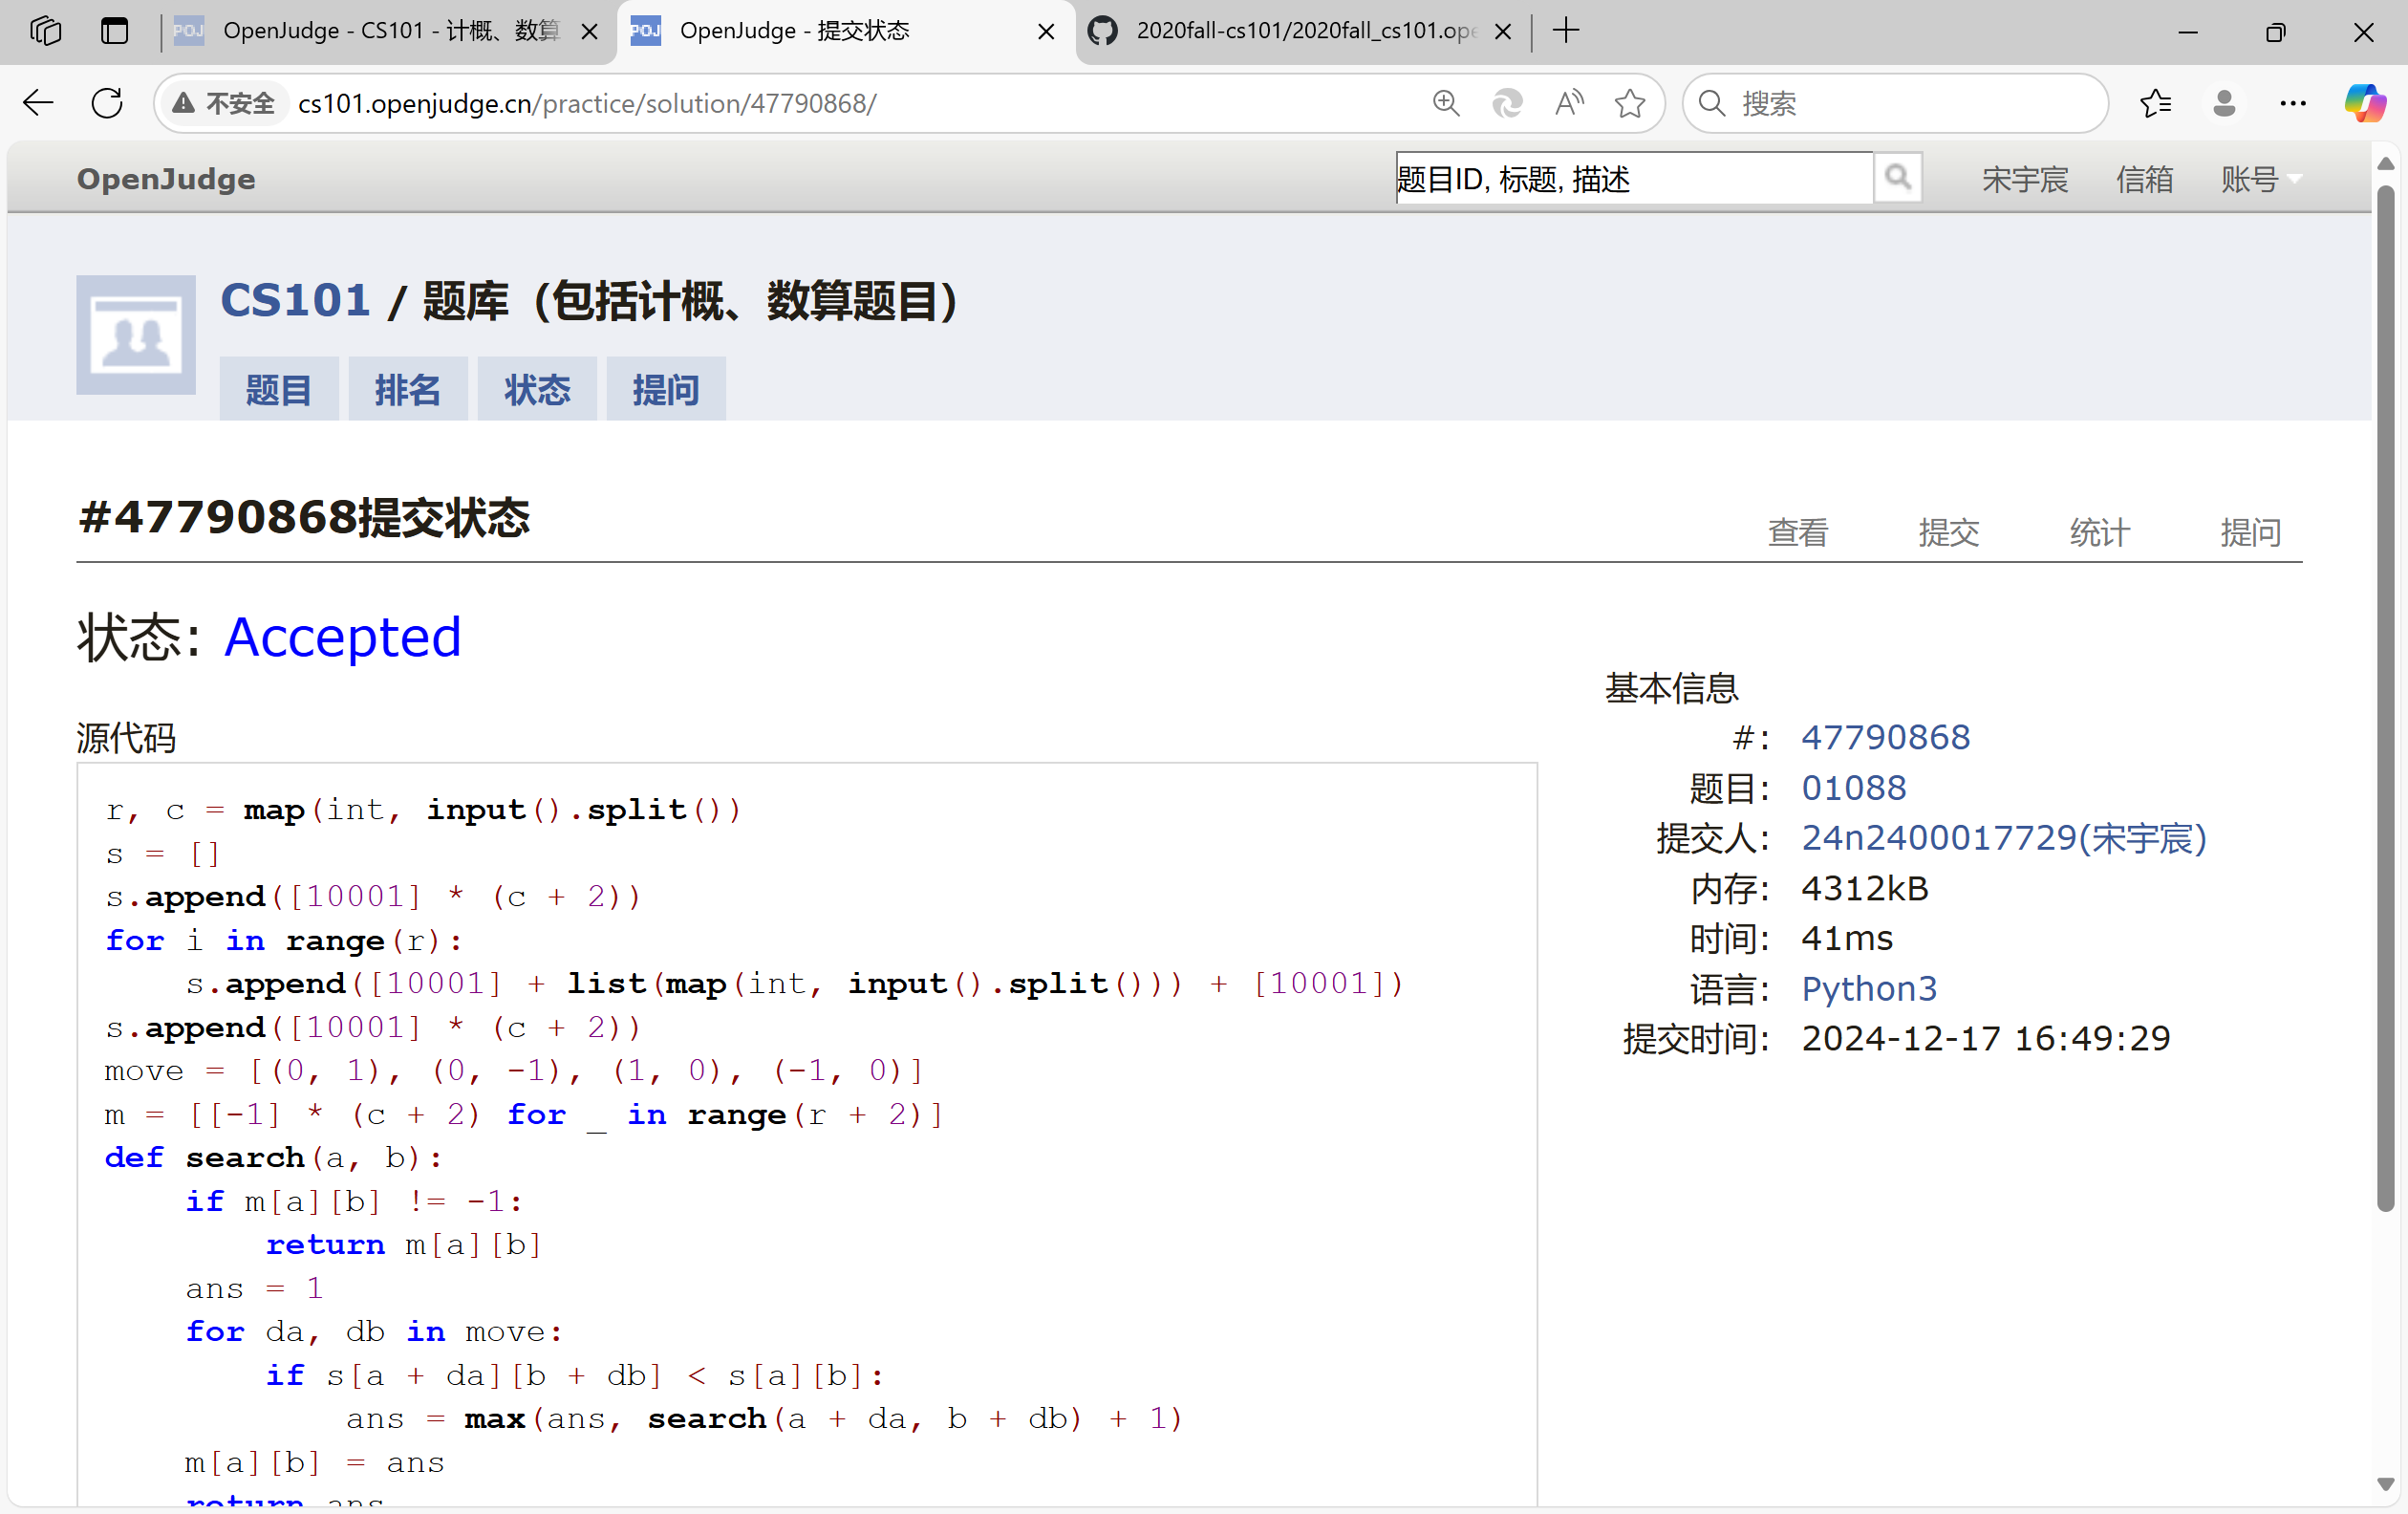 OpenJudge - CS101 - 计概、数算
OpenJudge - 提交状态
2020fall-cs101/2020fall_cs101.ope
不安全
cs101.openjudge.cn/practice/solution/47790868/
搜索
OpenJudge
题目ID, 标题, 描述
宋宇宸
信箱
账号
CS101 / 题库（包括计概、数算题目）
题目
排名
状态
提问
#47790868提交状态
查看
提交
统计
提问
状态: Accepted
源代码
r, c = map(int, input().split())
s = []
s.append([10001] * (c + 2))
for i in range(r):
    s.append([10001] + list(map(int, input().split())) + [10001])
s.append([10001] * (c + 2))
move = [(0, 1), (0, -1), (1, 0), (-1, 0)]
m = [[-1] * (c + 2) for _ in range(r + 2)]
def search(a, b):
    if m[a][b] != -1:
        return m[a][b]
    ans = 1
    for da, db in move:
        if s[a + da][b + db] < s[a][b]:
            ans = max(ans, search(a + da, b + db) + 1)
    m[a][b] = ans
    return ans
基本信息
#: 47790868
题目: 01088
提交人: 24n2400017729(宋宇宸)
内存: 4312kB
时间: 41ms
语言: Python3
提交时间: 2024-12-17 16:49:29